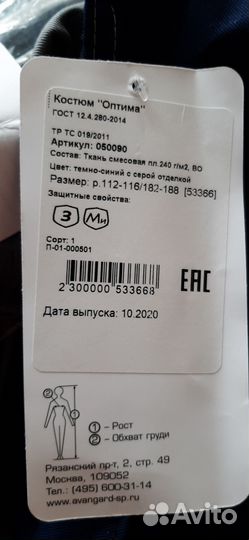 Костюм "Оптима"
ГОСТ 12.4.280-2014
ТР ТС 019/2011
Артикул: 050090
Состав: Ткань смесовая пл.240 г/м2, ВО
Цвет: темно-синий с серой отделкой
Размер: р.112-116/182-188 [53366]
Защитные свойства:
З Ми
Сорт: 1
П-01-000501
2 300000 533668
ЕАС
Дата выпуска: 10.2020
② ①
① – Рост
② – Обхват груди
Рязанский пр-т, 2, стр. 49
Москва, 109052
Тел.: (495) 600-31-14
www.avangard-sp.ru
Avito